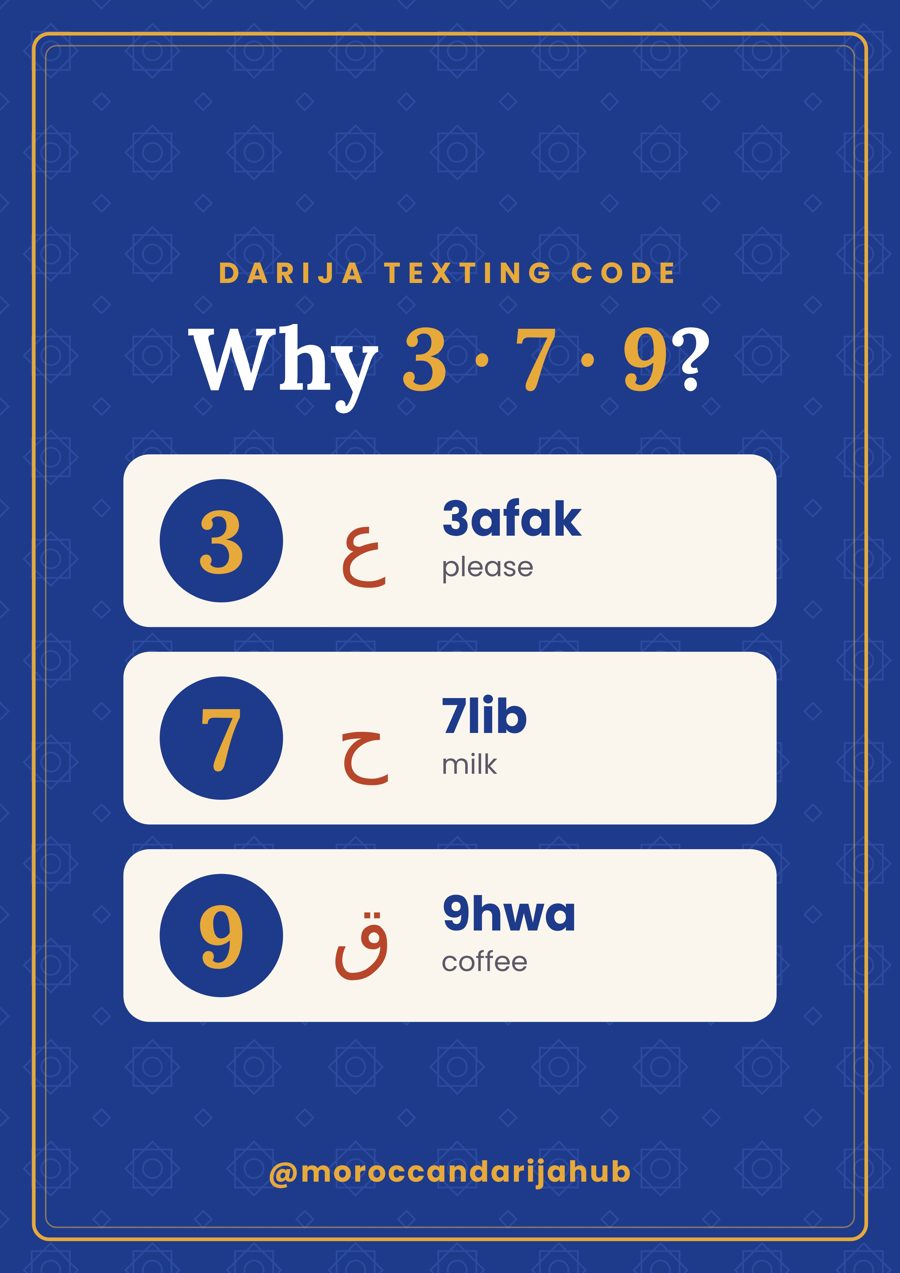 DARIJA TEXTING CODE
Why 3 · 7 · 9?
3 ع 3afak
please
7 ح 7lib
milk
9 ق 9hwa
coffee
@moroccandarijahub